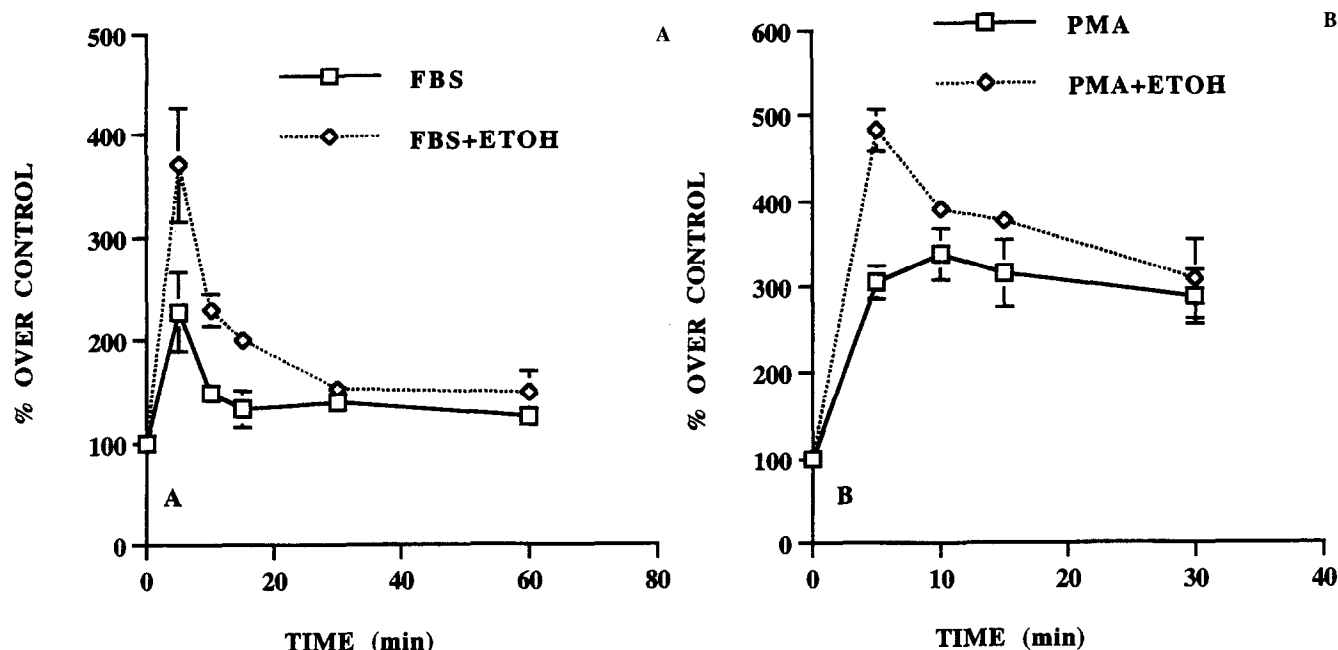 A
500
400
300
200
100
0
% OVER CONTROL
FBS
FBS+ETOH
A
0 20 40 60 80
TIME (min)
B
600
500
400
300
200
100
0
% OVER CONTROL
PMA
PMA+ETOH
B
0 10 20 30 40
TIME (min)